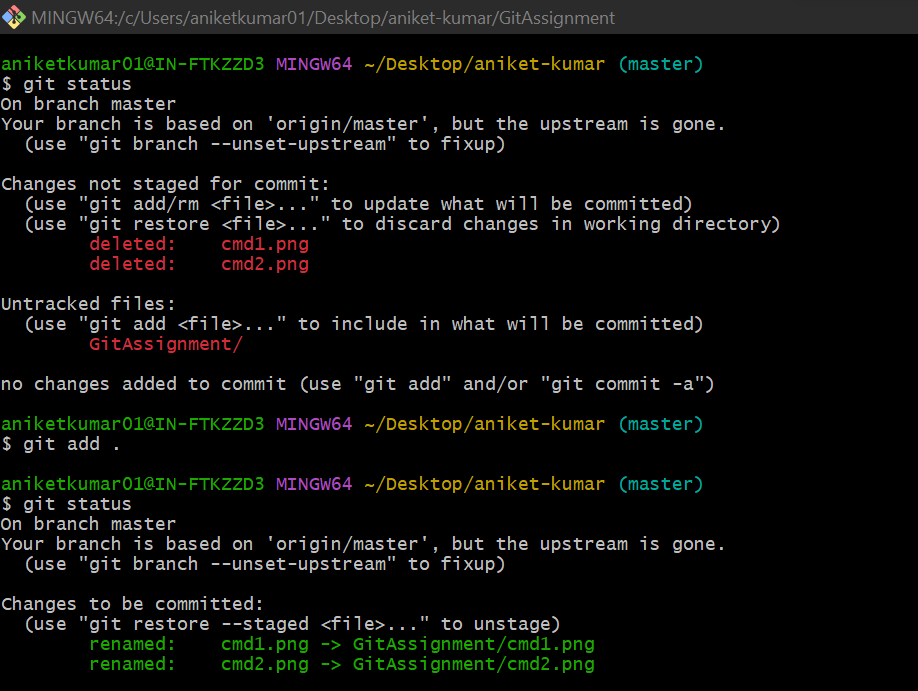 MINGW64:/c/Users/aniketkumar01/Desktop/aniket-kumar/GitAssignment
aniketkumar01@IN-FTKZZD3 MINGW64 ~/Desktop/aniket-kumar (master)
$ git status
On branch master
Your branch is based on 'origin/master', but the upstream is gone.
  (use "git branch --unset-upstream" to fixup)
Changes not staged for commit:
  (use "git add/rm <file>..." to update what will be committed)
  (use "git restore <file>..." to discard changes in working directory)
        deleted:    cmd1.png
        deleted:    cmd2.png
Untracked files:
  (use "git add <file>..." to include in what will be committed)
        GitAssignment/
no changes added to commit (use "git add" and/or "git commit -a")
aniketkumar01@IN-FTKZZD3 MINGW64 ~/Desktop/aniket-kumar (master)
$ git add .
aniketkumar01@IN-FTKZZD3 MINGW64 ~/Desktop/aniket-kumar (master)
$ git status
On branch master
Your branch is based on 'origin/master', but the upstream is gone.
  (use "git branch --unset-upstream" to fixup)
Changes to be committed:
  (use "git restore --staged <file>..." to unstage)
        renamed:    cmd1.png -> GitAssignment/cmd1.png
        renamed:    cmd2.png -> GitAssignment/cmd2.png